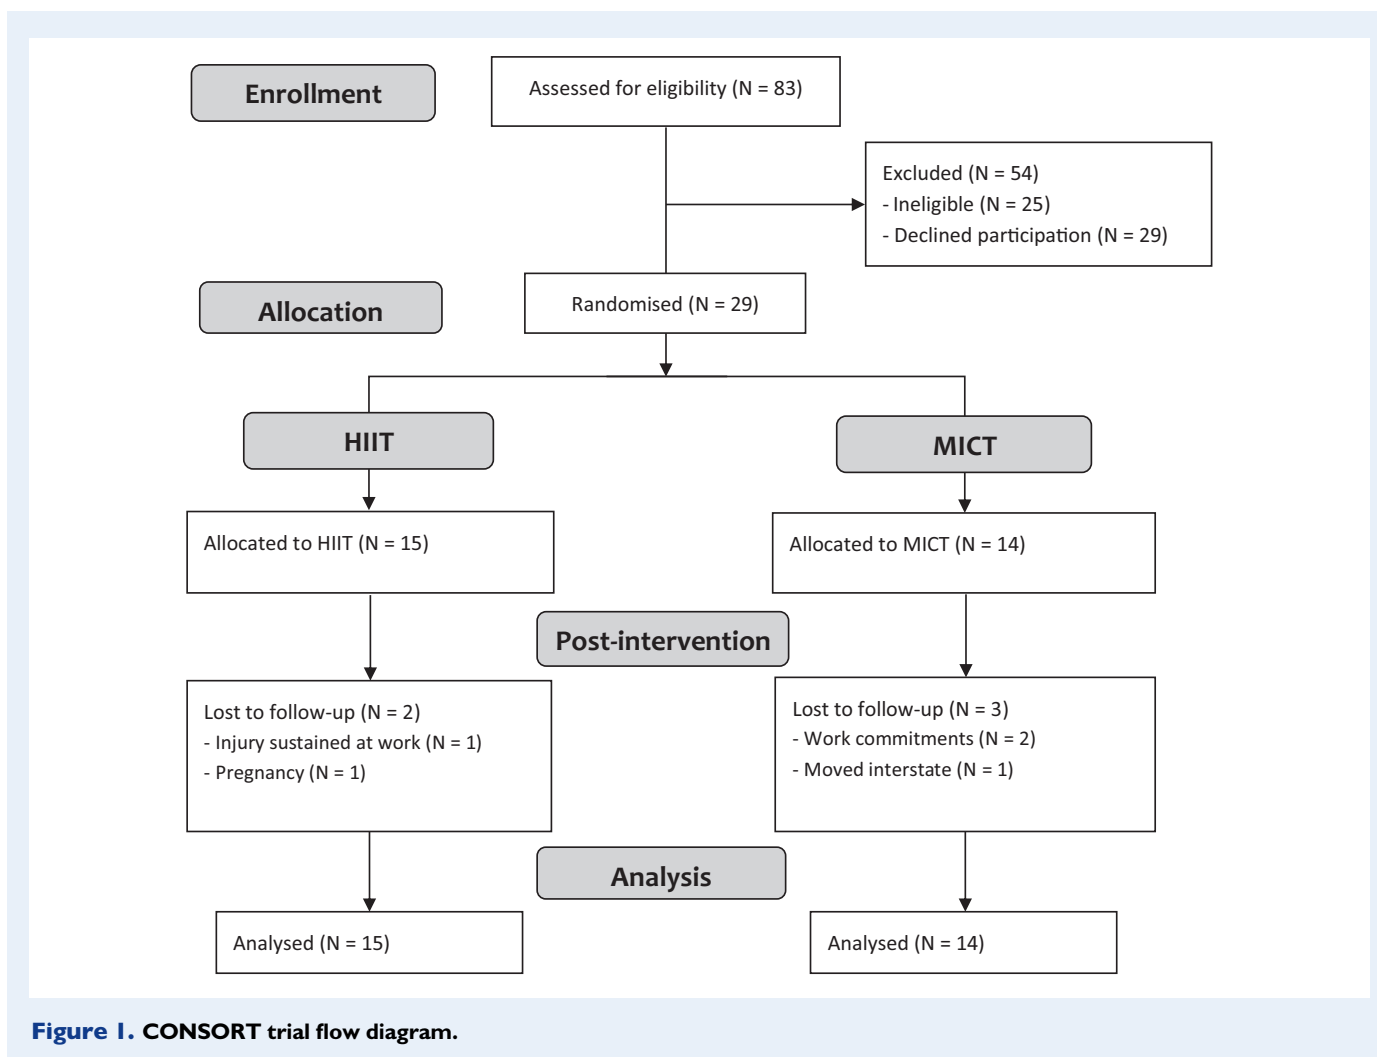 Enrollment
Assessed for eligibility (N = 83)
Excluded (N = 54)
- Ineligible (N = 25)
- Declined participation (N = 29)
Allocation
Randomised (N = 29)
HIIT
MICT
Allocated to HIIT (N = 15)
Allocated to MICT (N = 14)
Post-intervention
Lost to follow-up (N = 2)
- Injury sustained at work (N = 1)
- Pregnancy (N = 1)
Lost to follow-up (N = 3)
- Work commitments (N = 2)
- Moved interstate (N = 1)
Analysis
Analysed (N = 15)
Analysed (N = 14)
Figure 1. CONSORT trial flow diagram.